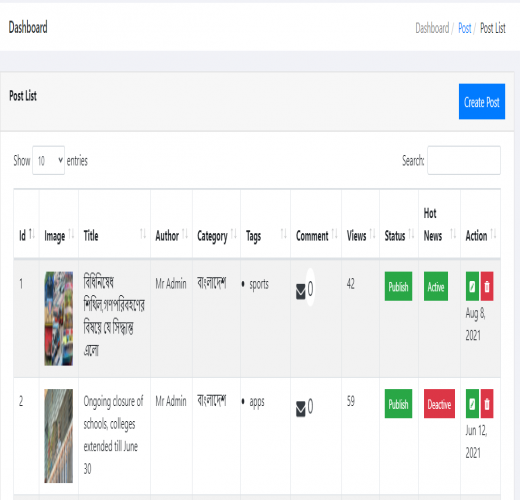 Dashboard
Dashboard / Post / Post List
Post List
Create Post
Show 10 entries
Search:
Id Image Title Author Category Tags Comment Views Status Hot News Action
1 Mr Admin বাংলাদেশ sports 0 42 Publish Active
বিধিনিষেধ
শিথিল,গণপরিবহণের
বিষয়ে যে সিদ্ধান্ত
এলো
Aug 8,
2021
2 Ongoing closure of Mr Admin বাংলাদেশ apps 0 59 Publish Deactive
schools, colleges
extended till June
30
Jun 12,
2021